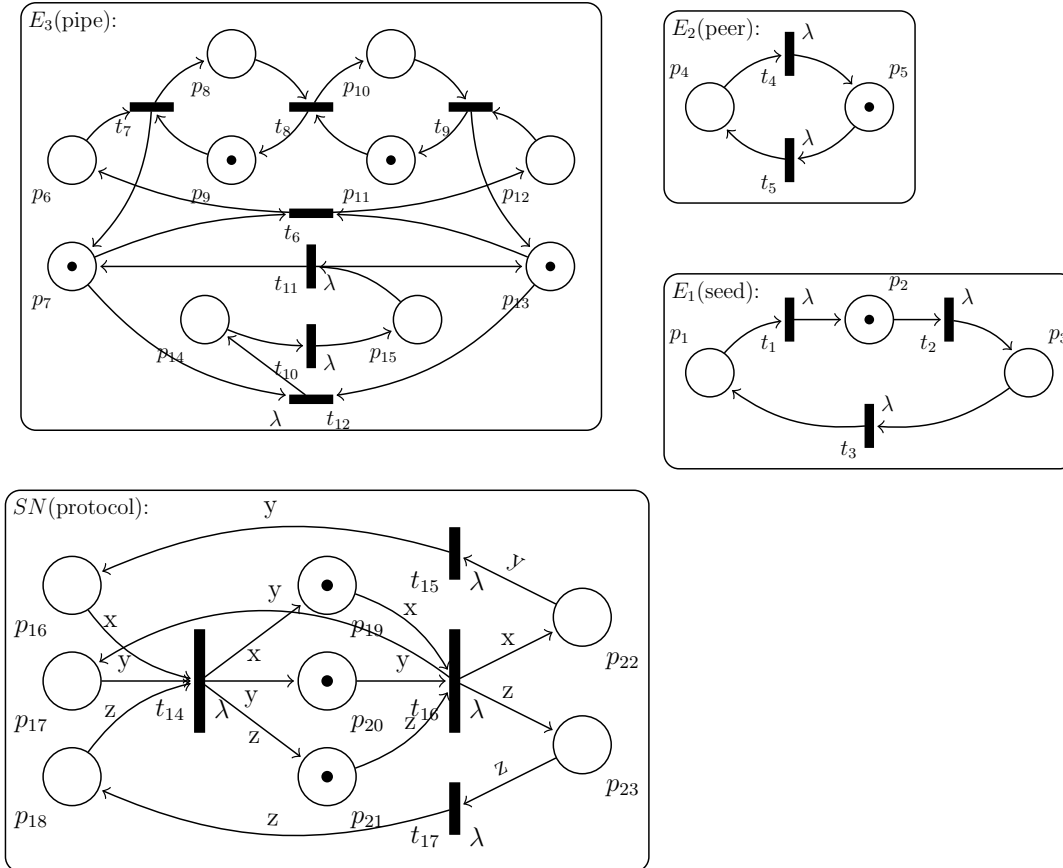 E₃(pipe):
p₈ p₁₀
t₇ t₈ t₉
p₆ p₉ p₁₁ p₁₂
t₆
t₁₁ λ
p₇ p₁₃
p₁₄ p₁₅
t₁₀ λ
λ t₁₂
E₂(peer):
λ
p₄ t₄ p₅
λ
t₅
E₁(seed): p₂
λ λ
p₁ t₁ t₂ p₃
λ
t₃
SN(protocol): y
y
t₁₅ λ
y x
p₁₆ x p₁₉ x
y x y p₂₂
p₁₇ z t₁₄ λ y p₂₀ z t₁₆ λ z
z z
p₁₈ z p₂₁ t₁₇ λ p₂₃